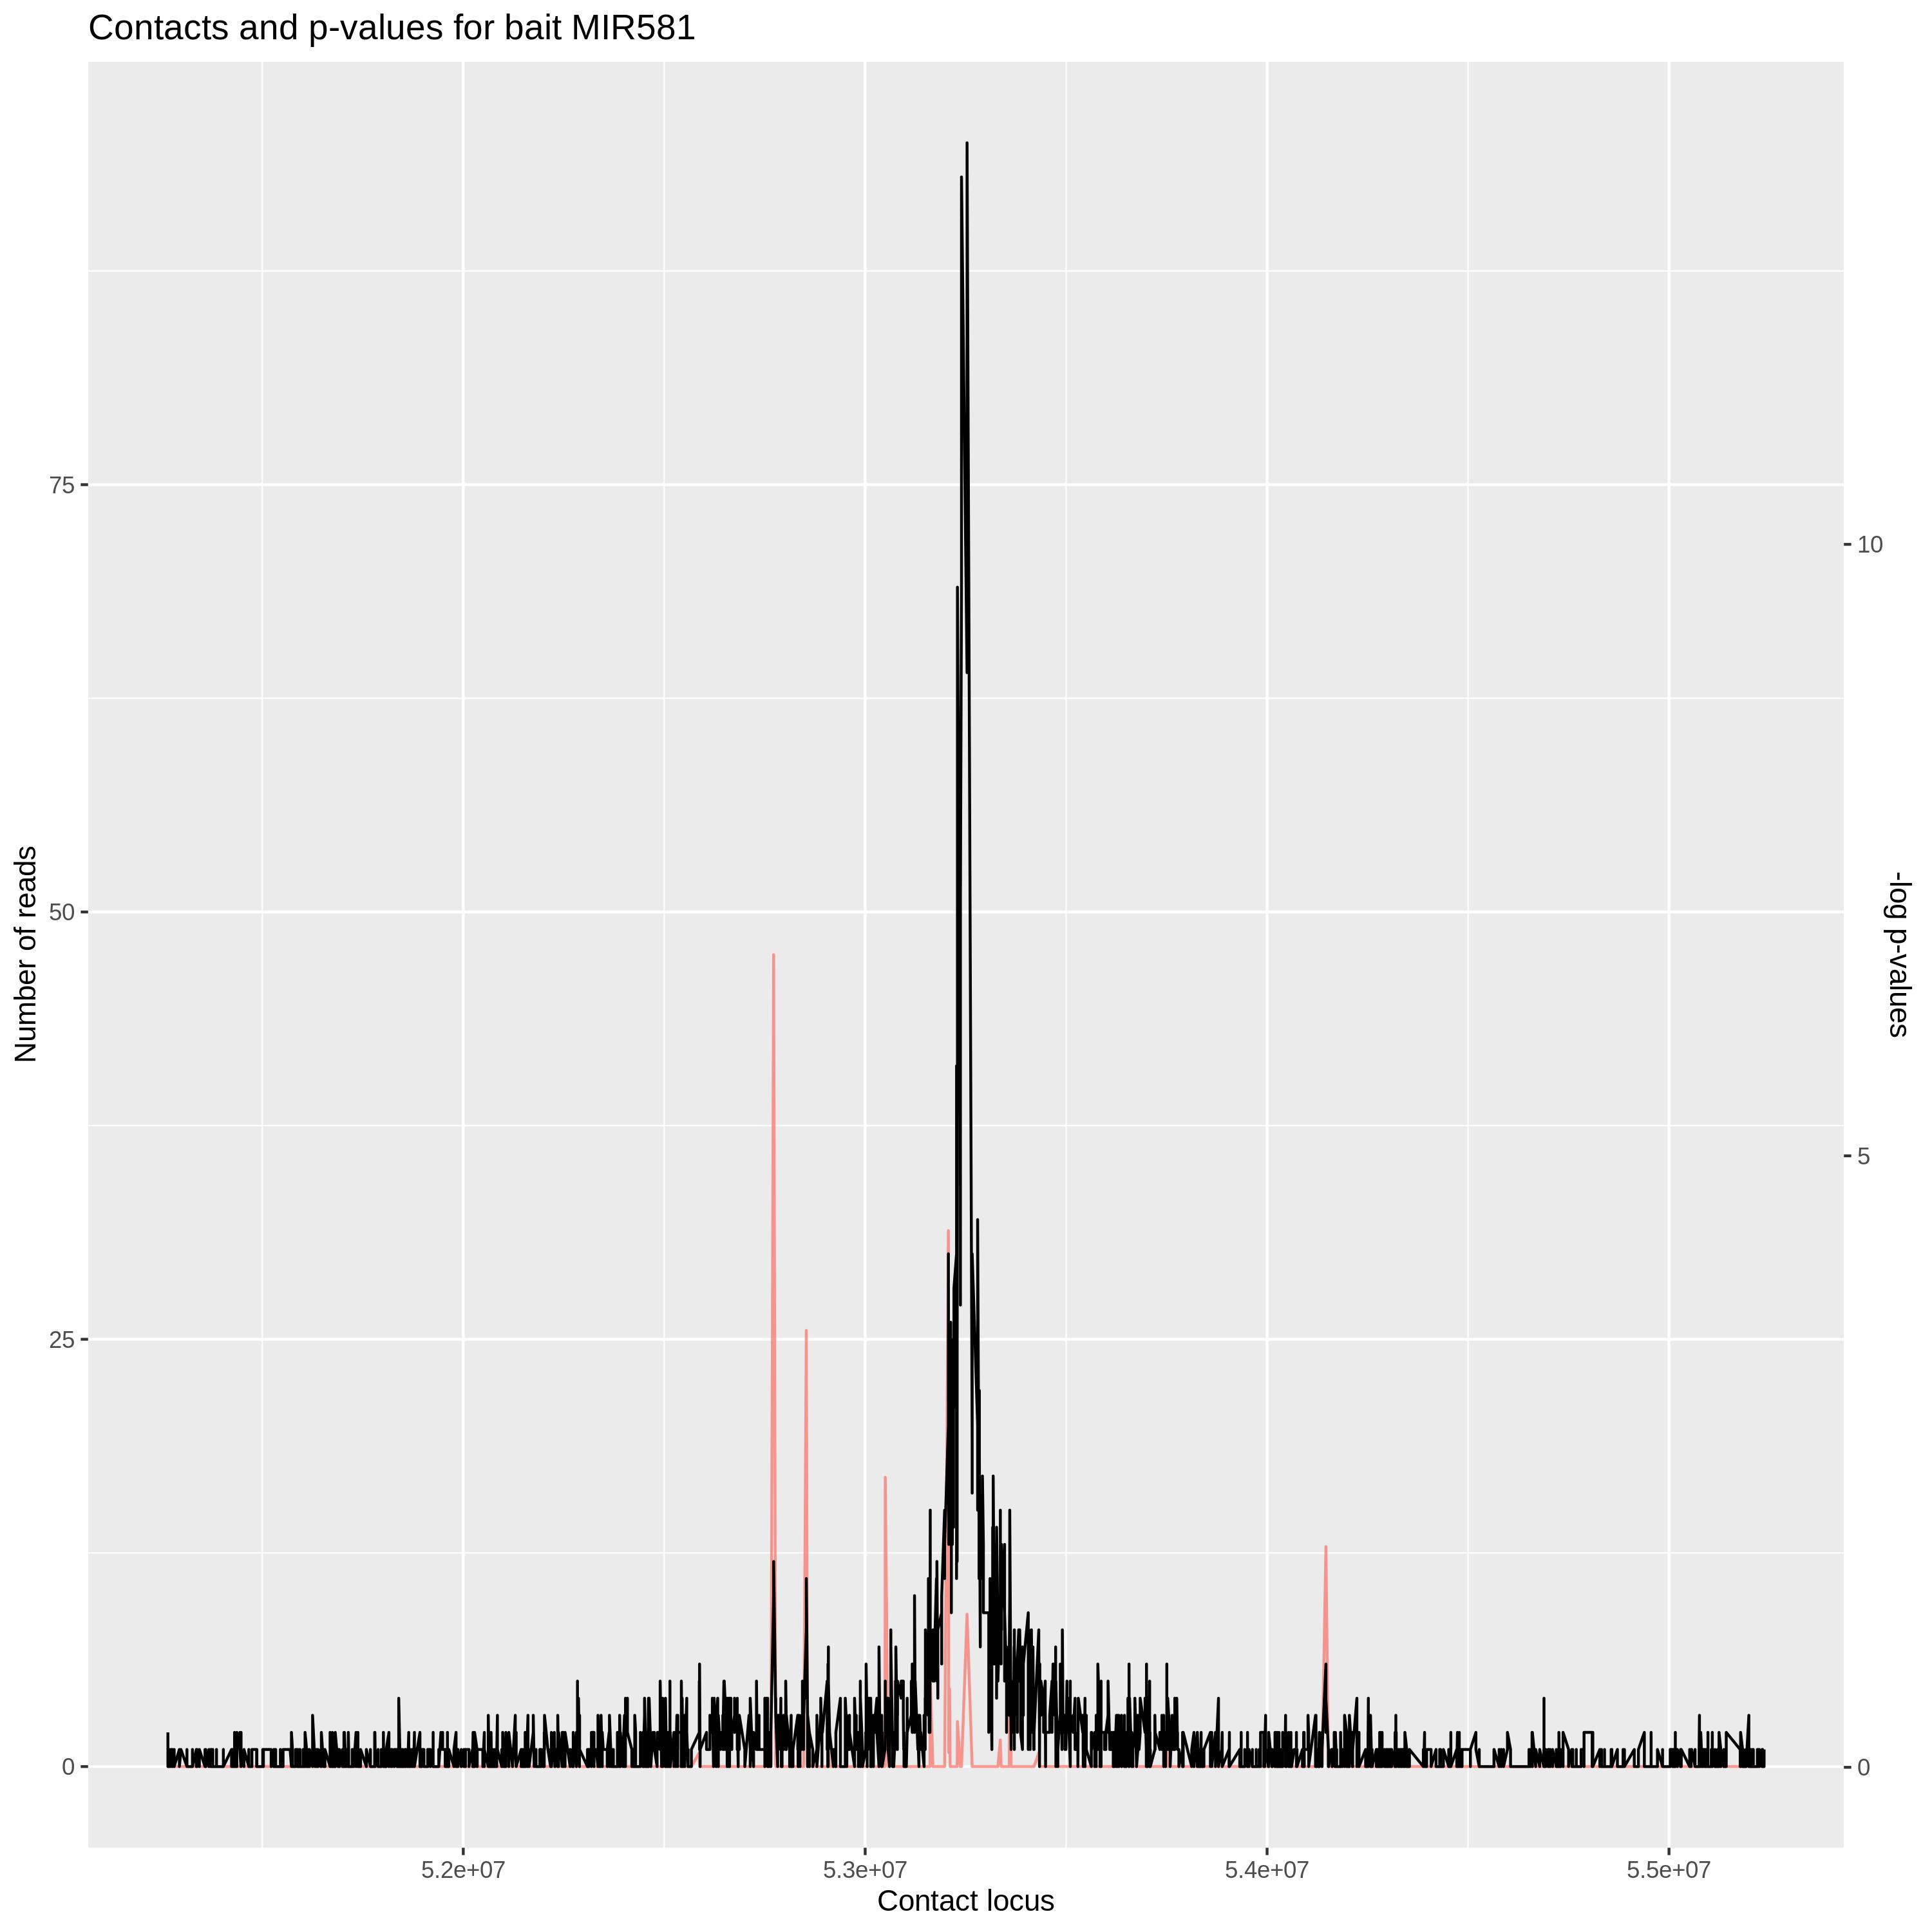 Contacts and p-values for bait MIR581
75
50
25
0
10
5
0
Number of reads
-log p-values
5.2e+07
5.3e+07
5.4e+07
5.5e+07
Contact locus